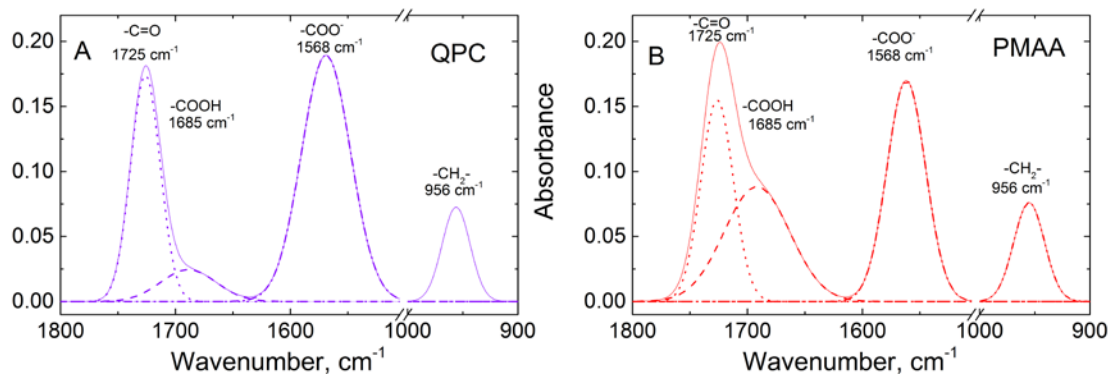 A
-C=O
1725 cm⁻¹
-COOH
1685 cm⁻¹
-COO⁻
1568 cm⁻¹
QPC
-CH₂-
956 cm⁻¹
0.20
0.15
0.10
0.05
0.00
1800 1700 1600 1000 900
Wavenumber, cm⁻¹
B
-C=O
1725 cm⁻¹
-COOH
1685 cm⁻¹
-COO⁻
1568 cm⁻¹
PMAA
-CH₂-
956 cm⁻¹
Absorbance
0.20
0.15
0.10
0.05
0.00
1800 1700 1600 1000 900
Wavenumber, cm⁻¹